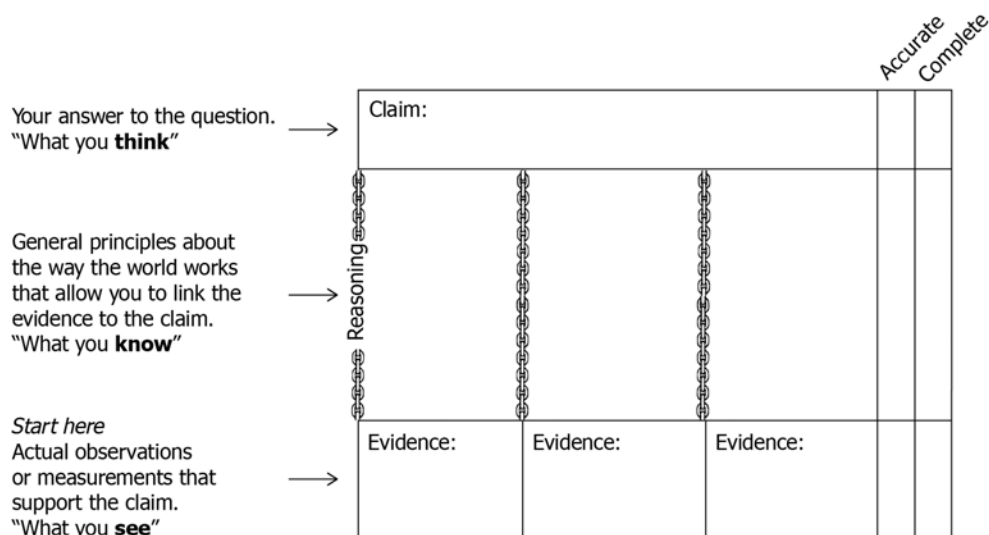 Accurate
Complete
Your answer to the question.
“What you think”
Claim:
General principles about
the way the world works
that allow you to link the
evidence to the claim.
“What you know”
Reasoning
Start here
Actual observations
or measurements that
support the claim.
“What you see”
Evidence:
Evidence:
Evidence: